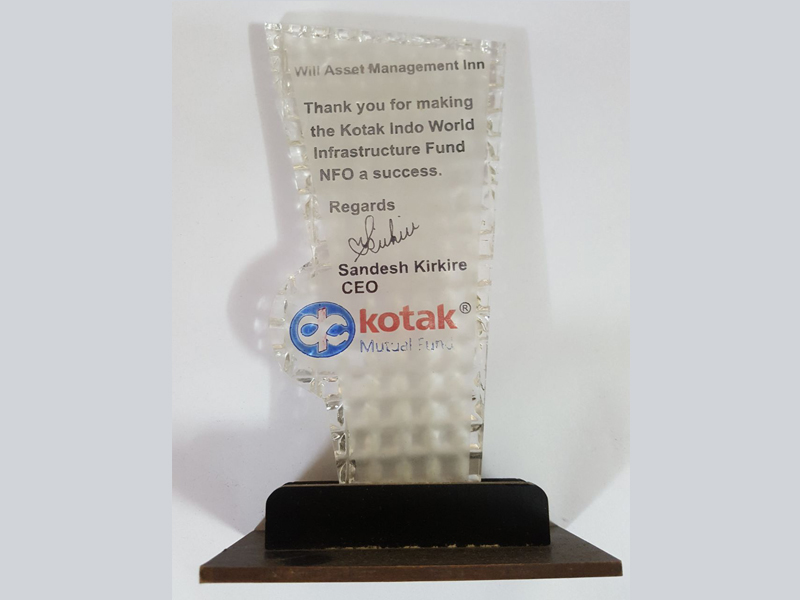 Will Asset Management Inn
Thank you for making
the Kotak Indo World
Infrastructure Fund
NFO a success.
Regards
Sandesh Kirkire
CEO
kotak®
Mutual Fund